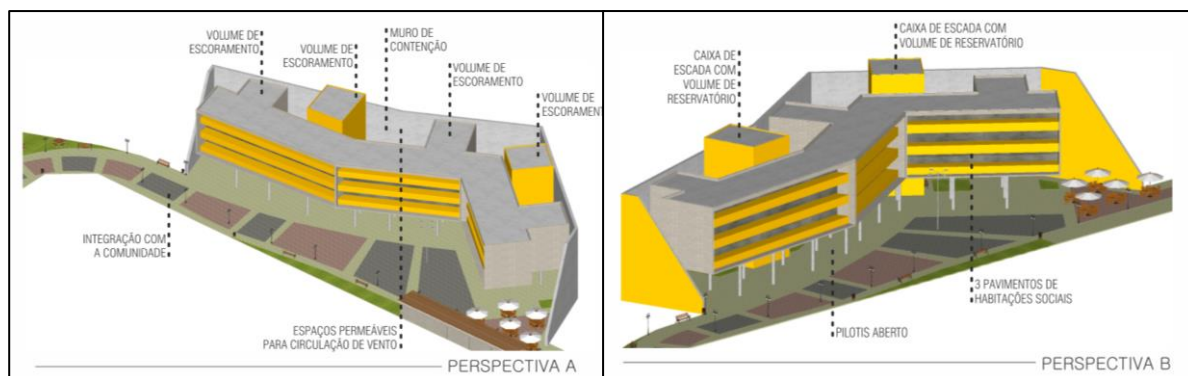 VOLUME DE
ESCORAMENTO
VOLUME DE
ESCORAMENTO
MURO DE
CONTENÇÃO
VOLUME DE
ESCORAMENTO
VOLUME DE
ESCORAMENT
INTEGRAÇÃO COM
A COMUNIDADE
ESPAÇOS PERMEÁVEIS
PARA CIRCULAÇÃO DE VENTO
PERSPECTIVA A
CAIXA DE ESCADA COM
VOLUME DE RESERVATÓRIO
CAIXA DE
ESCADA COM
VOLUME DE
RESERVATÓRIO
3 PAVIMENTOS DE
HABITAÇÕES SOCIAIS
PILOTIS ABERTO
PERSPECTIVA B